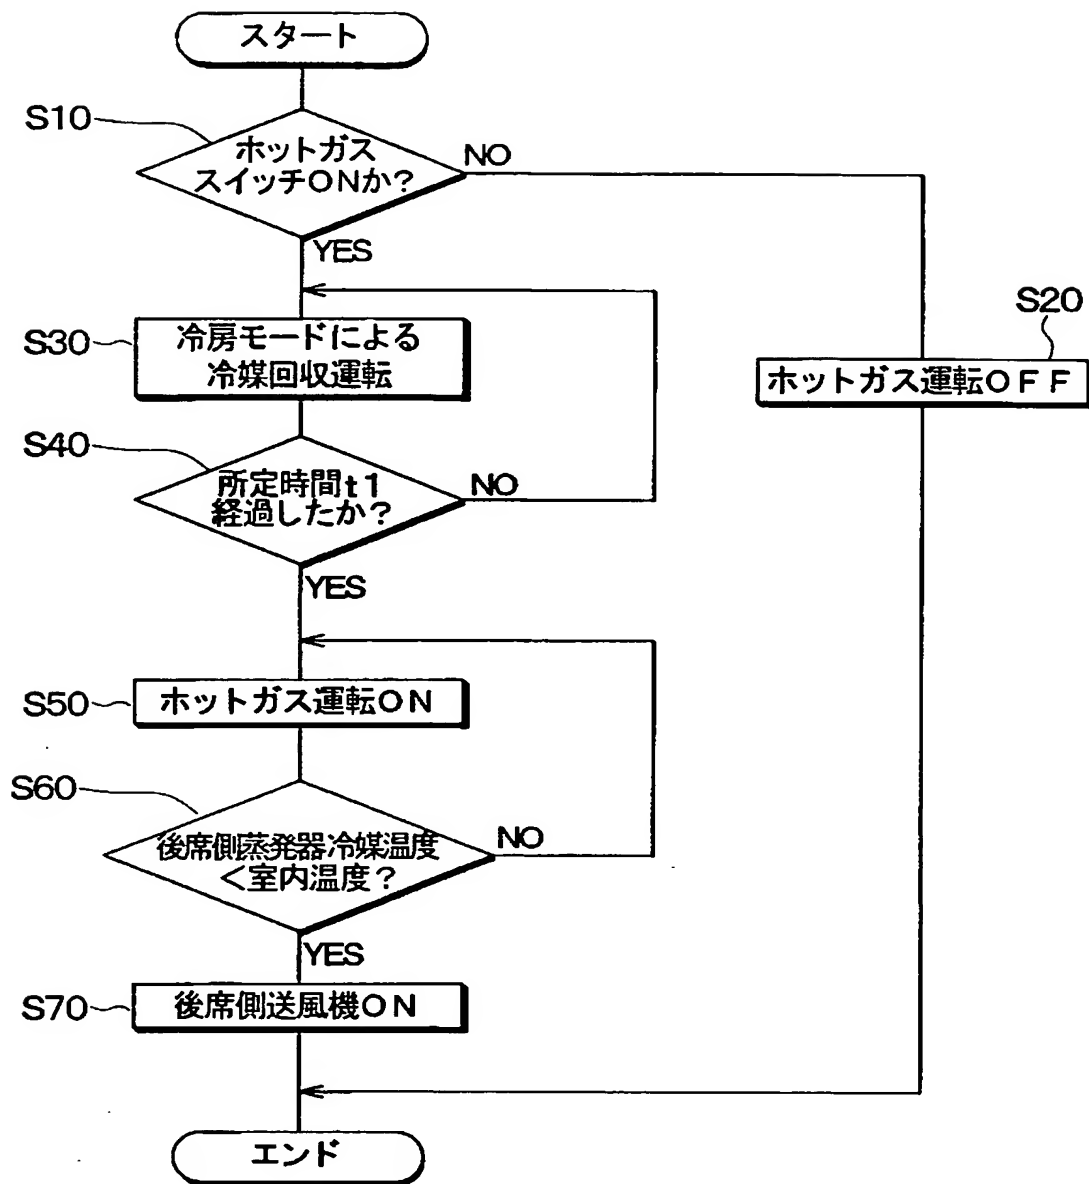 スタート
S10
ホットガス
スイッチONか?
NO
YES
S20
ホットガス運転OFF
S30
冷房モードによる
冷媒回収運転
S40
所定時間t1
経過したか?
NO
YES
S50
ホットガス運転ON
S60
後席側蒸発器冷媒温度
<室内温度?
NO
YES
S70
後席側送風機ON
エンド